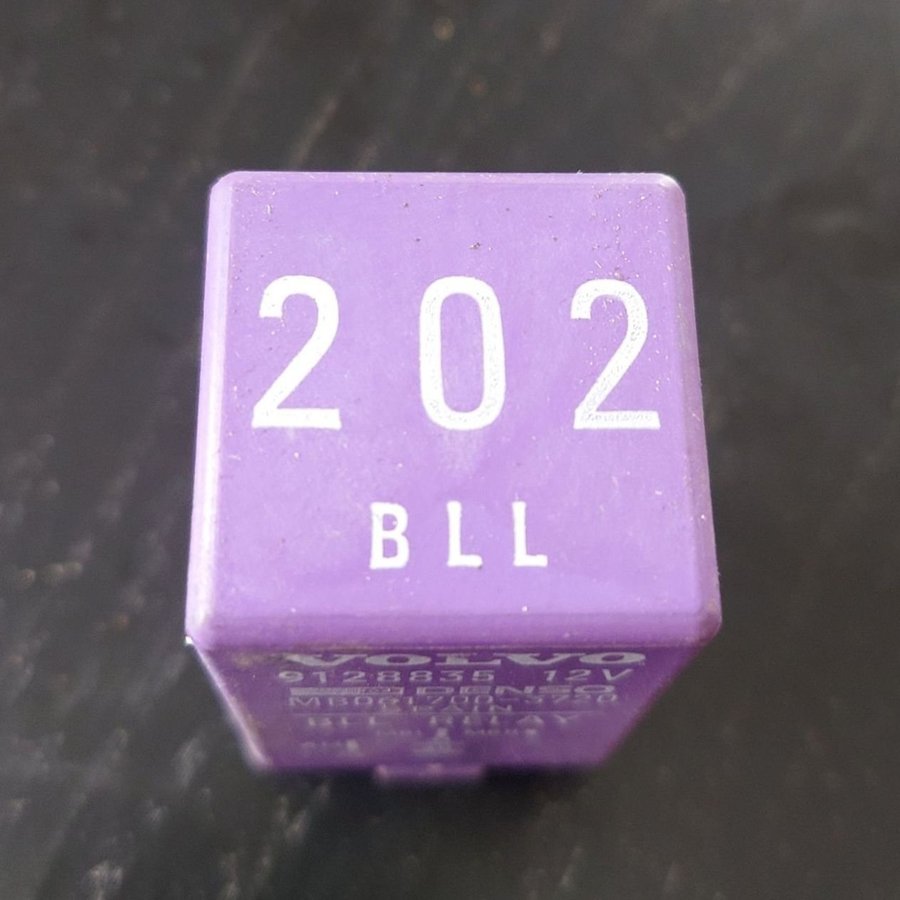 202
BLL
VOLVO
9128835 12V
DENSO
BLL RELAY